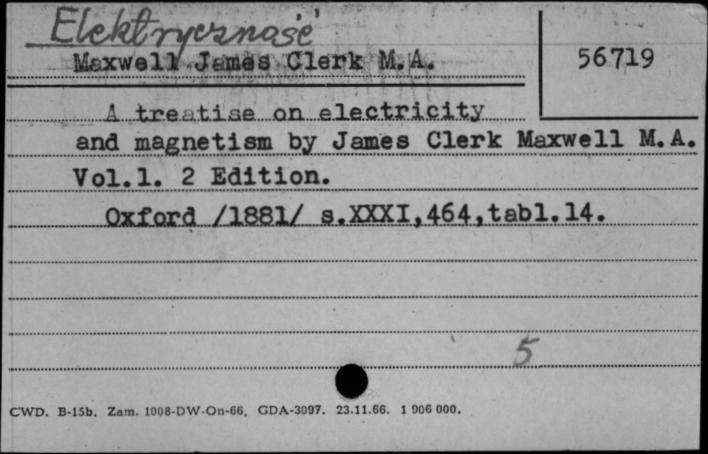 Elektryczność
Maxwell James Clerk M.A.
56719
A treatise on electricity
and magnetism by James Clerk Maxwell M.A.
Vol.1. 2 Edition.
Oxford /1881/ s.XXXI,464,tabl.14.
5
CWD. B-15b. Zam. 1008-DW-On-66. GDA-3097. 23.11.66. 1 906 000.